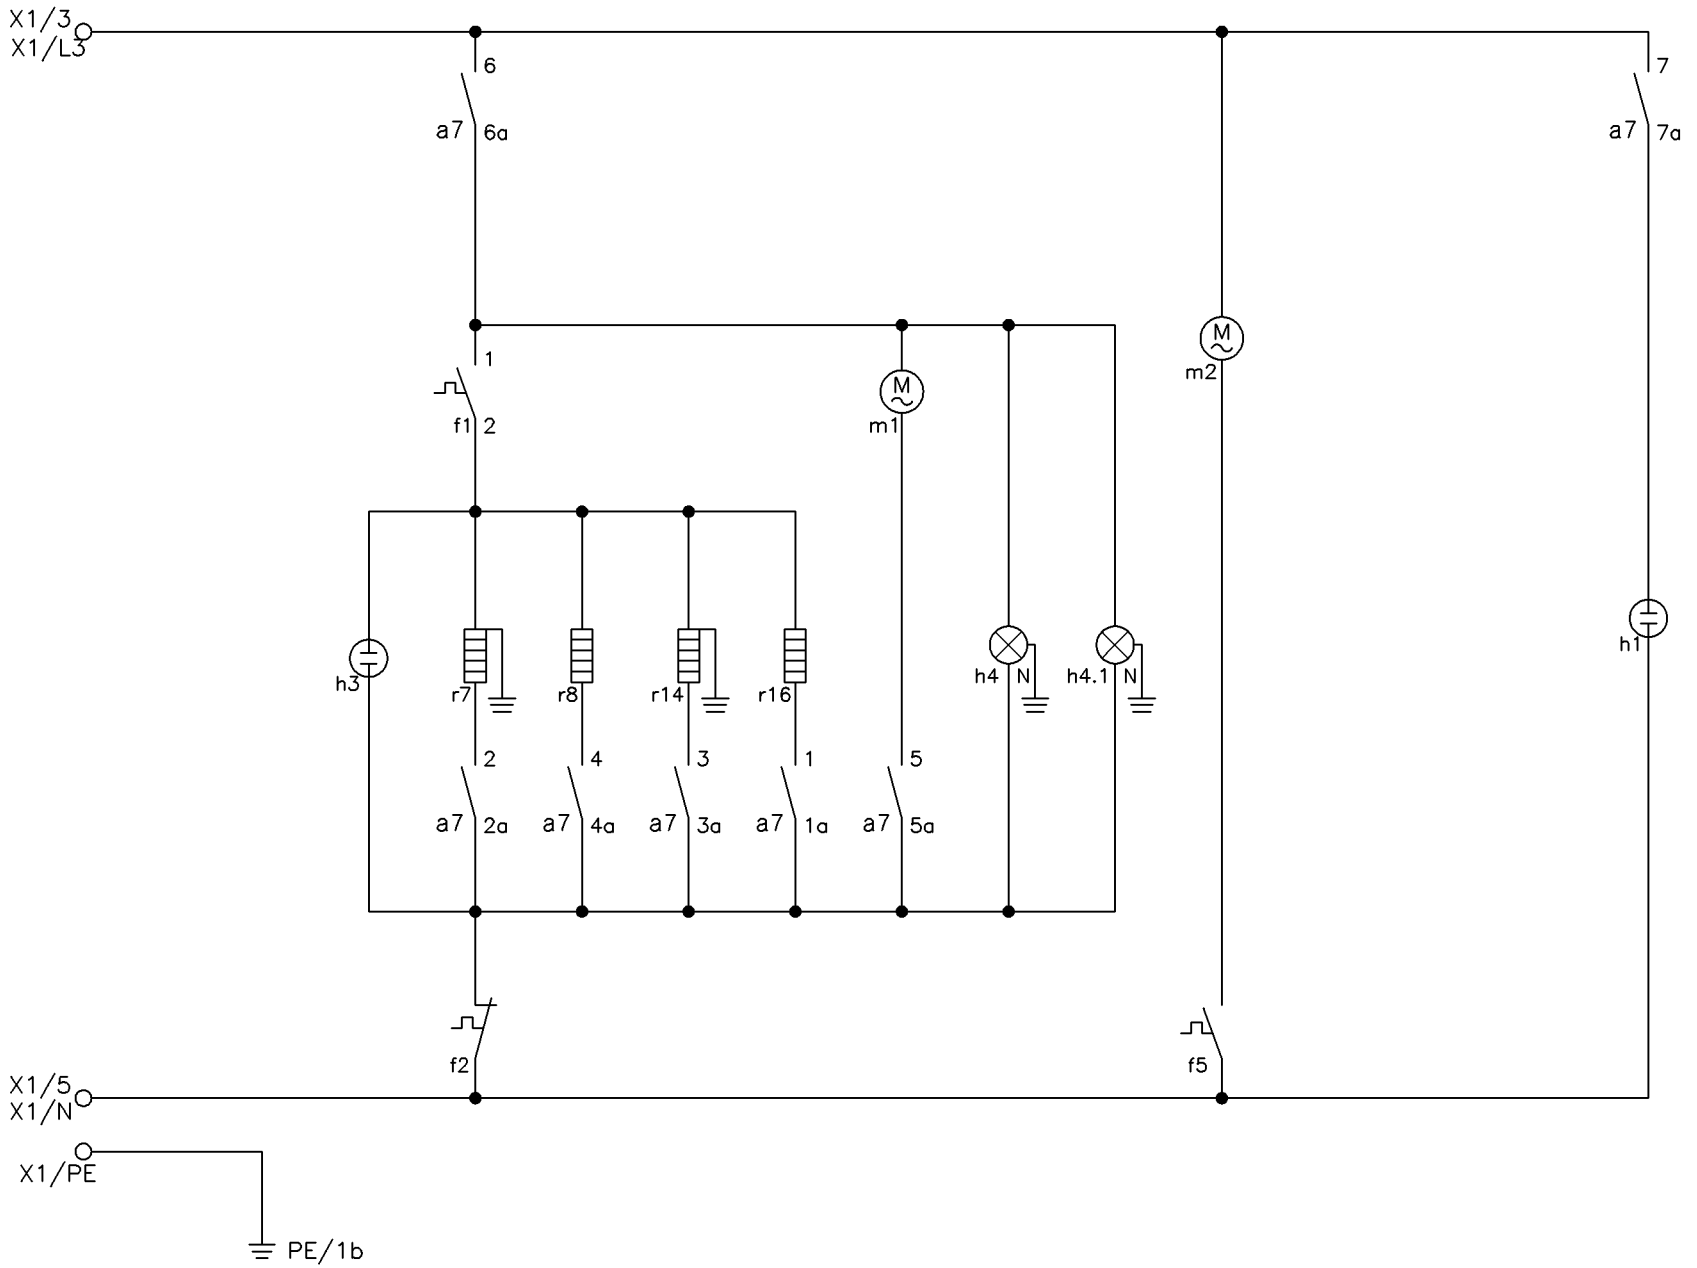 X1/3
X1/L3
6
a7 6a
7
a7 7a
1
f1 2
M
m1
M
m2
h3
r7
r8
r14
r16
h4 N
h4.1 N
h1
2
a7 2a
4
a7 4a
3
a7 3a
1
a7 1a
5
a7 5a
f2
f5
X1/5
X1/N
X1/PE
PE/1b